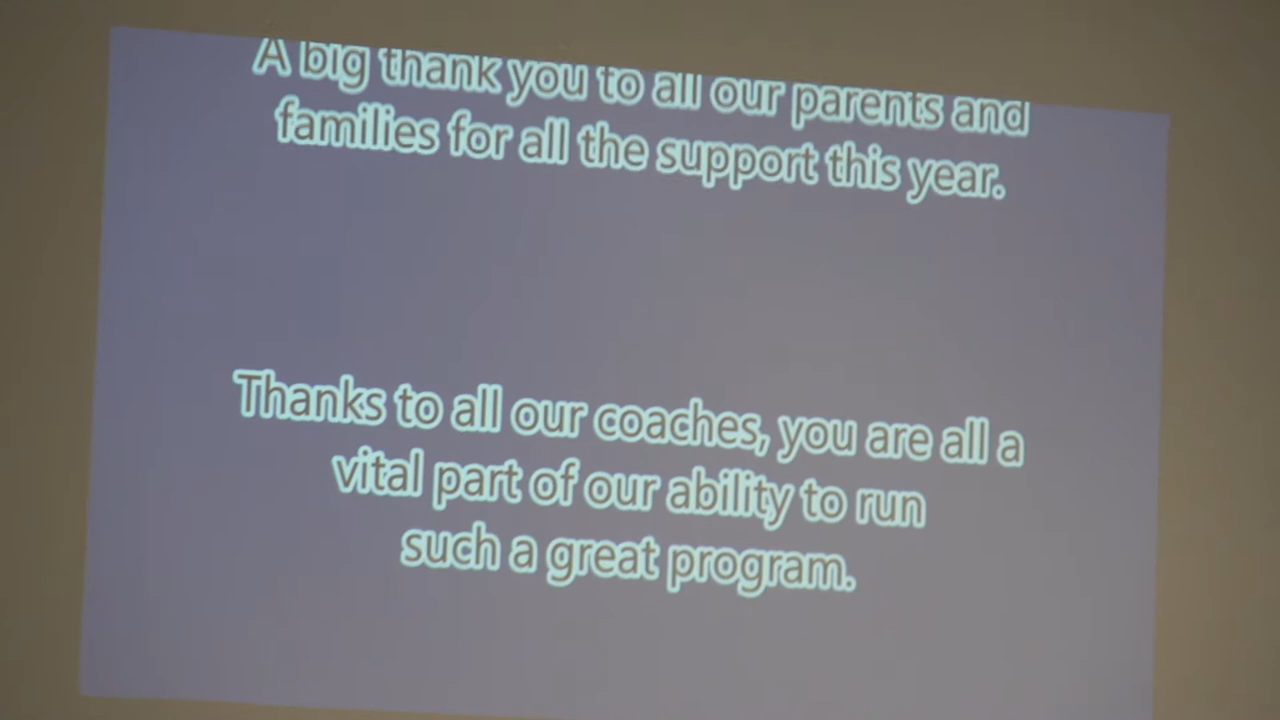 A big thank you to all our parents and
families for all the support this year.
Thanks to all our coaches, you are all a
vital part of our ability to run
such a great program.